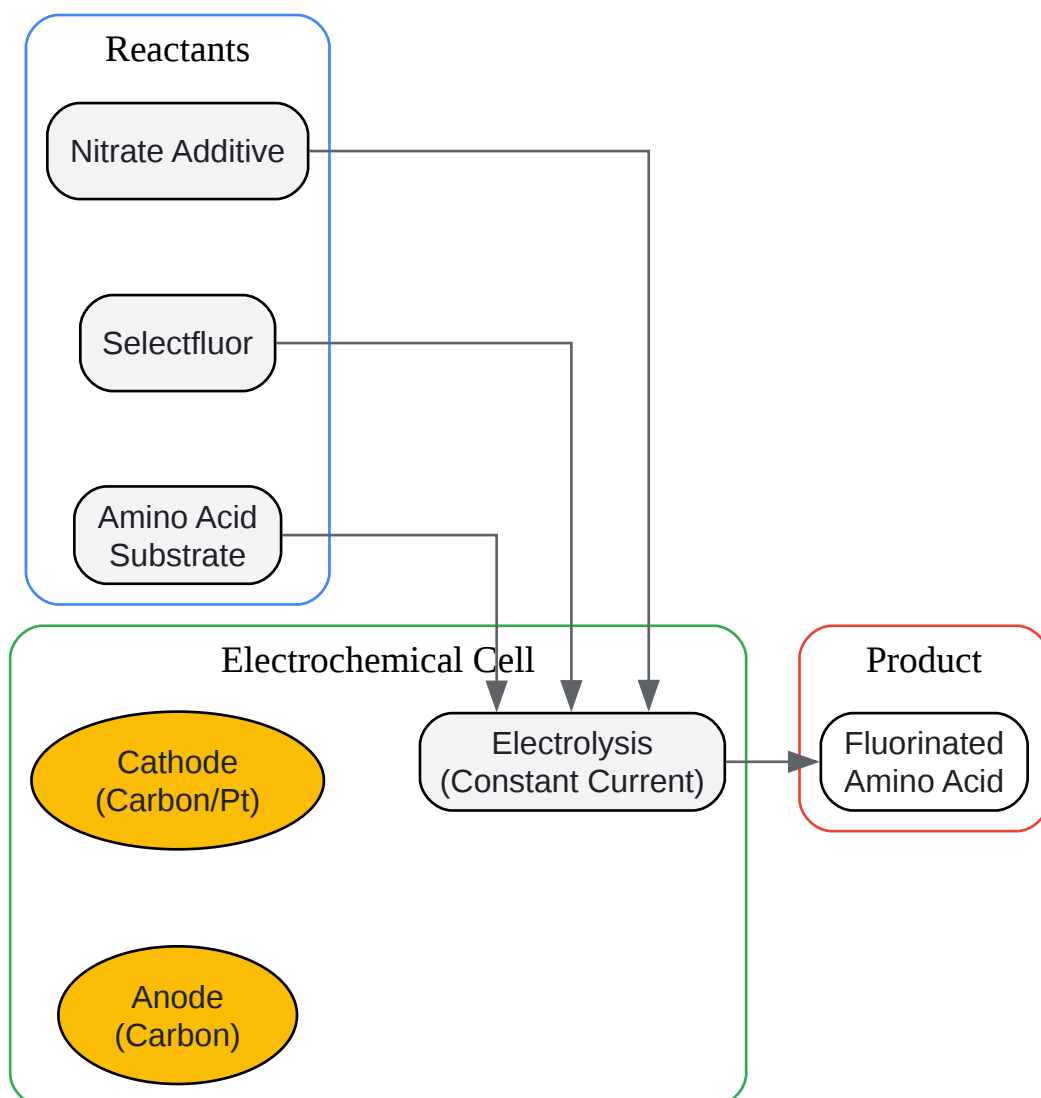 Reactants
Nitrate Additive
Selectfluor
Amino Acid
Substrate
Electrochemical Cell
Cathode
(Carbon/Pt)
Electrolysis
(Constant Current)
Anode
(Carbon)
Product
Fluorinated
Amino Acid